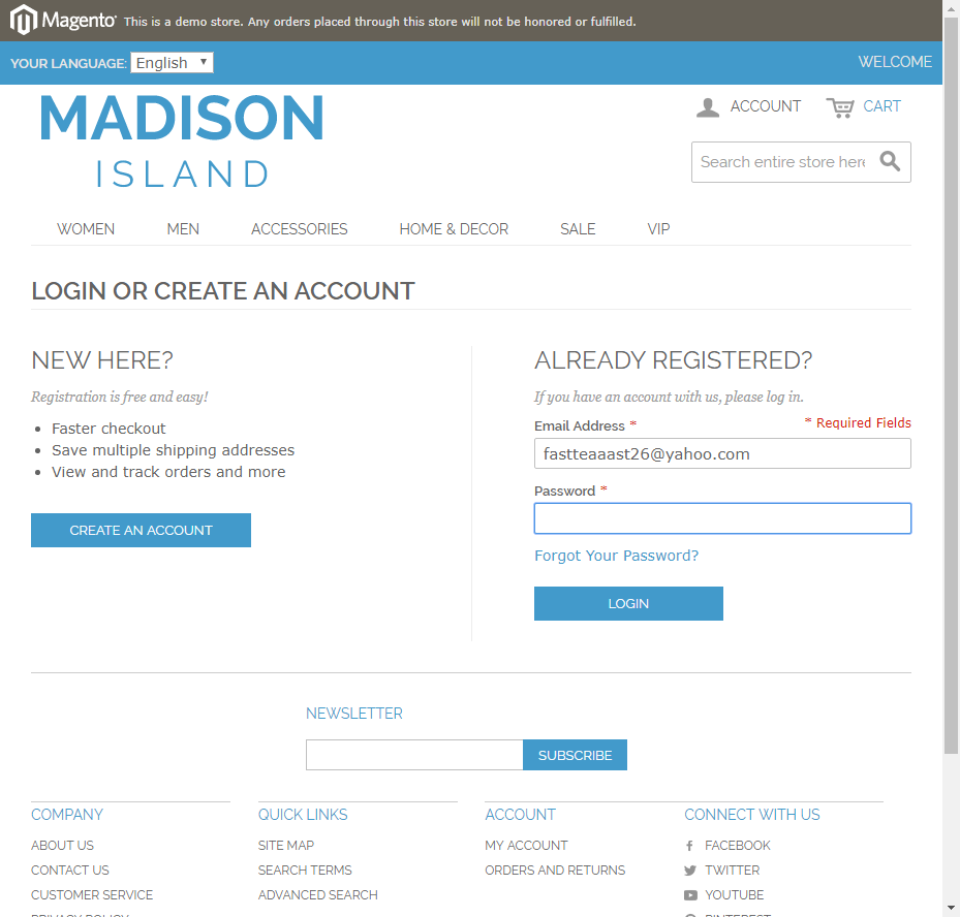 Magento This is a demo store. Any orders placed through this store will not be honored or fulfilled.
YOUR LANGUAGE: English
WELCOME
MADISON
ISLAND
ACCOUNT
CART
Search entire store here
WOMEN MEN ACCESSORIES HOME & DECOR SALE VIP
LOGIN OR CREATE AN ACCOUNT
NEW HERE?
Registration is free and easy!
Faster checkout
Save multiple shipping addresses
View and track orders and more
CREATE AN ACCOUNT
ALREADY REGISTERED?
If you have an account with us, please log in.
* Required Fields
Email Address *
fastteaaast26@yahoo.com
Password *
Forgot Your Password?
LOGIN
NEWSLETTER
SUBSCRIBE
COMPANY
ABOUT US
CONTACT US
CUSTOMER SERVICE
PRIVACY POLICY
QUICK LINKS
SITE MAP
SEARCH TERMS
ADVANCED SEARCH
ACCOUNT
MY ACCOUNT
ORDERS AND RETURNS
CONNECT WITH US
FACEBOOK
TWITTER
YOUTUBE
PINTEREST